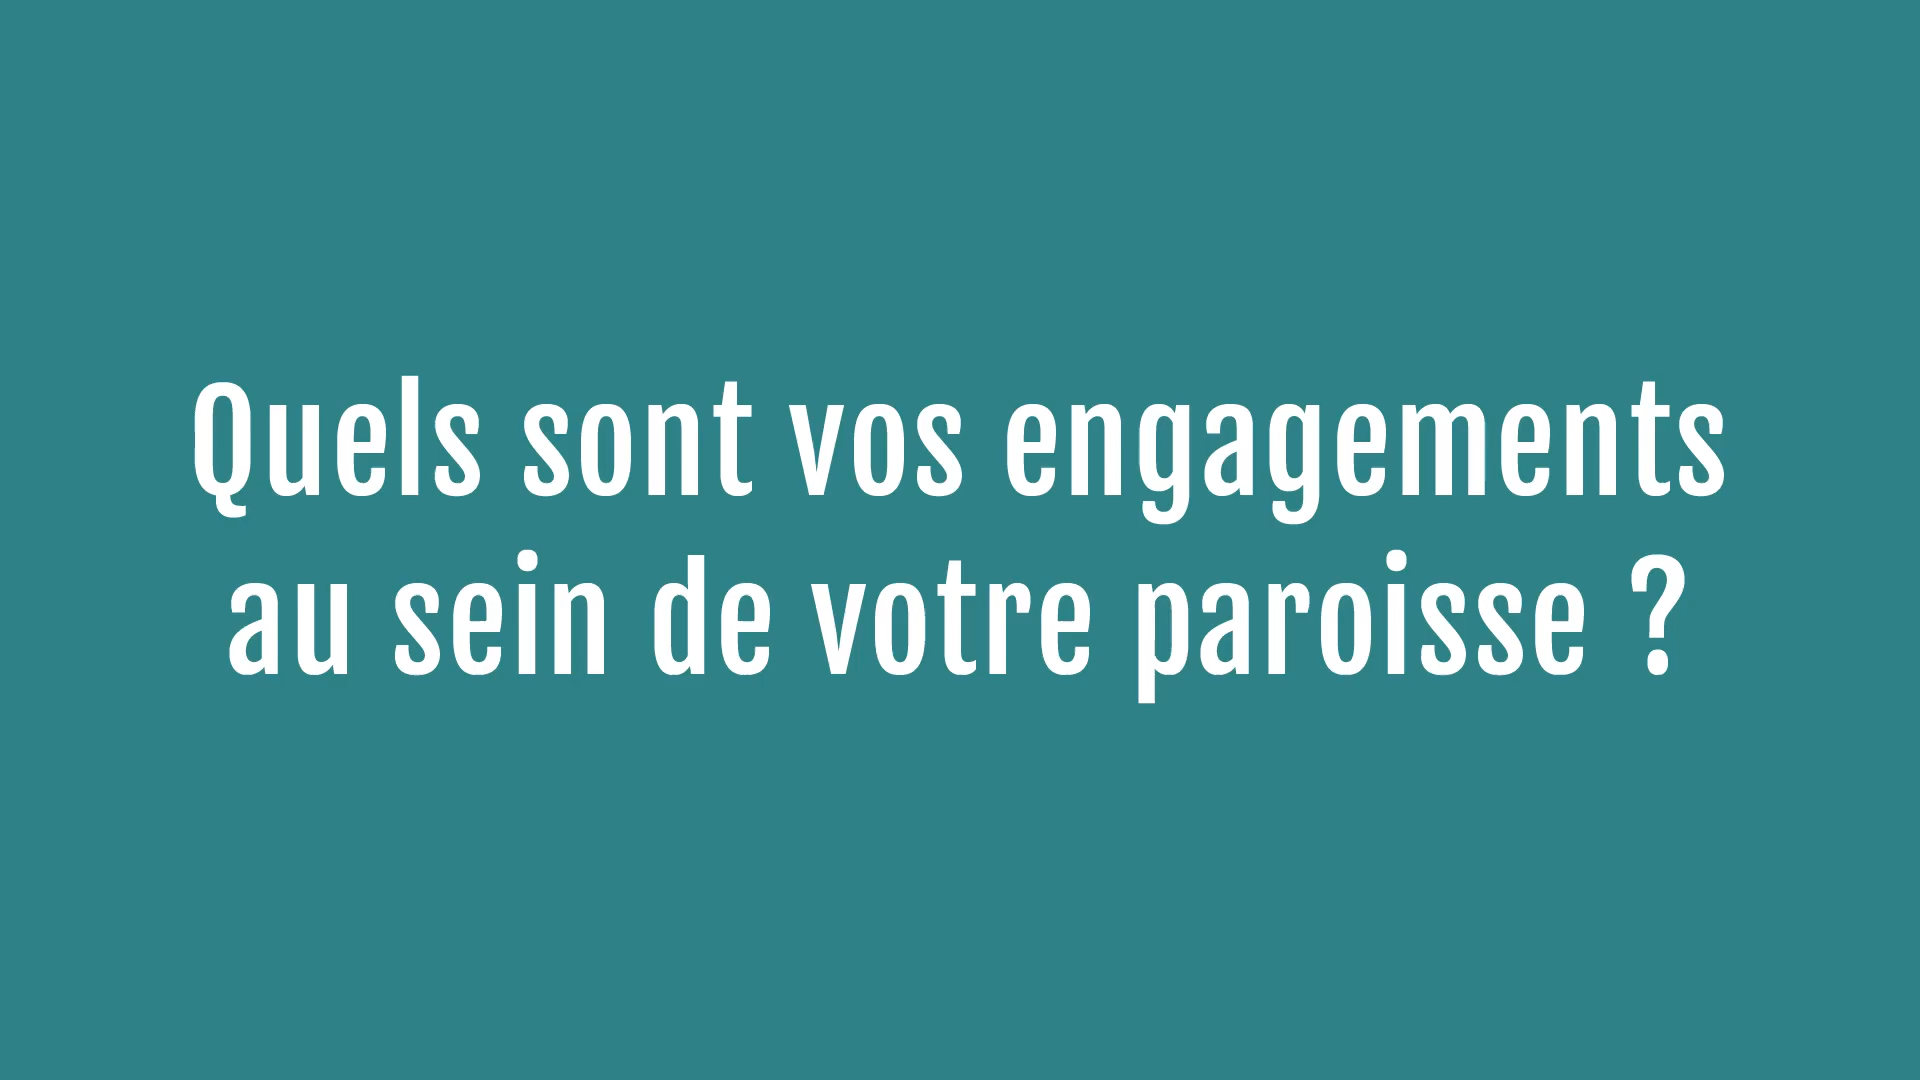 Quels sont vos engagements
au sein de votre paroisse ?